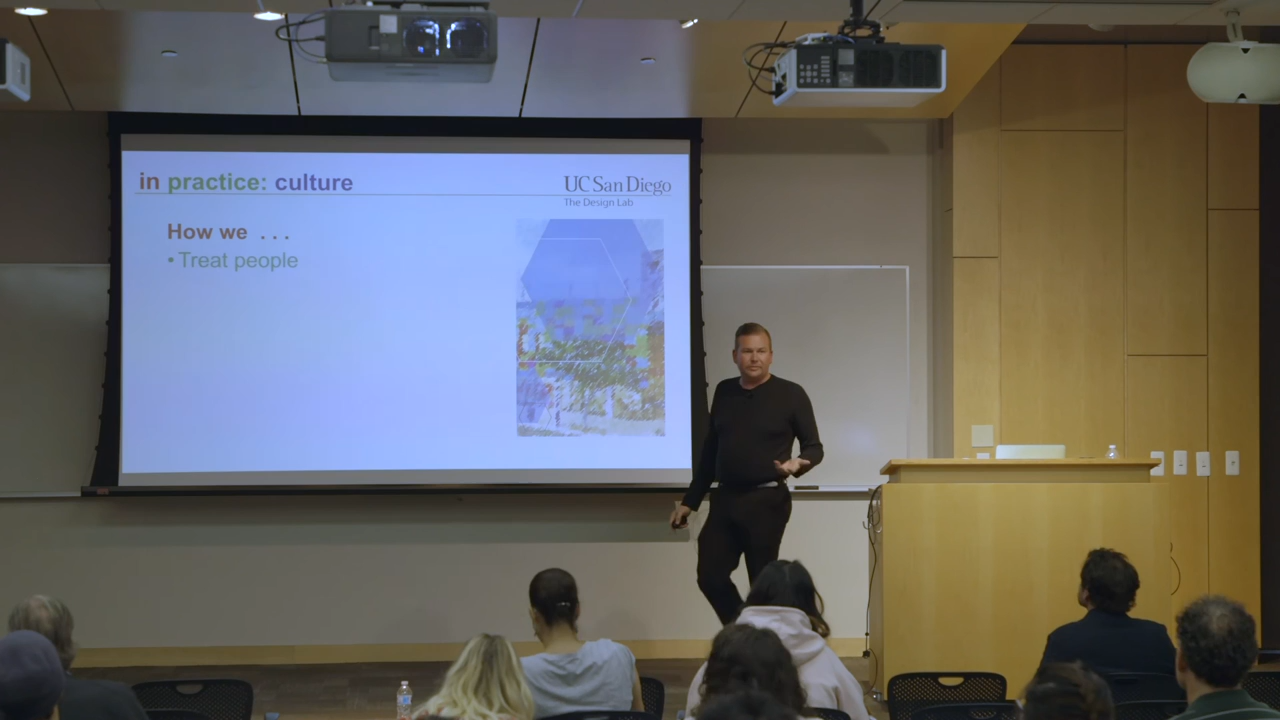 in practice: culture
UC San Diego
The Design Lab
How we . . .
• Treat people